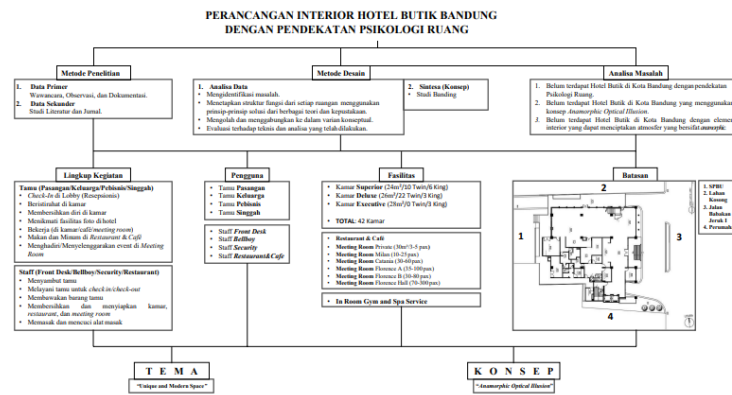 PERANCANGAN INTERIOR HOTEL BUTIK BANDUNG
DENGAN PENDEKATAN PSIKOLOGI RUANG
Metode Penelitian
1. Data Primer
Wawancara, Observasi, dan Dokumentasi.
2. Data Sekunder
Studi Literatur dan Jurnal.
Metode Desain
1. Analisa Data
• Mengidentifikasi masalah.
• Menetapkan struktur fungsi dari setiap ruangan menggunakan
prinsip-prinsip solusi dari berbagai teori dan kepustakaan.
• Mengolah dan menggabungkan ke dalam varian konseptual.
• Evaluasi terhadap teknis dan analisa yang telah dilakukan.
2. Sintesa (Konsep)
• Studi Banding
Analisa Masalah
1. Belum terdapat Hotel Butik di Kota Bandung dengan pendekatan
Psikologi Ruang.
2. Belum terdapat Hotel Butik di Kota Bandung yang menggunakan
konsep Anamorphic Optical Illusion.
3. Belum terdapat Hotel Butik di Kota Bandung dengan elemen
interior yang dapat menciptakan atmosfer yang bersifat
Lingkup Kegiatan
Tamu (Pasangan/Keluarga/Pebisnis/Singgah)
• Check-In di Lobby (Resepsionis)
• Beristirahat di kamar
• Membersihkan diri di kamar
• Menikmati fasilitas foto di hotel
• Bekerja (di kamar/café/meeting room)
• Makan dan Minum di Restaurant & Café
• Menghadiri/Menyelenggarakan event di Meeting
Room
Staff (Front Desk/Bellboy/Security/Restaurant)
• Menyambut tamu
• Melayani tamu untuk check in/check-out
• Membawakan barang tamu
• Membersihkan dan menyiapkan kamar,
restaurant, dan meeting room
• Memasak dan mencuci alat masak
Pengguna
• Tamu Pasangan
• Tamu Keluarga
• Tamu Pebisnis
• Tamu Singgah
• Staff Front Desk
• Staff Bellboy
• Staff Security
• Staff Restaurant&Cafe
Fasilitas
• Kamar Superior (24m²/10 Twin/6 King)
• Kamar Deluxe (26m²/22 Twin/3 King)
• Kamar Executive (28m²/0 Twin/3 King)
• TOTAL: 42 Kamar
• Restaurant & Café
• Meeting Room Private (30m²/3-5 pax)
• Meeting Room Milan (10-25 pax)
• Meeting Room Catania (30-60 pax)
• Meeting Room Florence A (35-100 pax)
• Meeting Room Florence B (30-80 pax)
• Meeting Room Florence Hall (70-300 pax)
• In Room Gym and Spa Service
Batasan
2
1
3
4
1. SPBU
2. Lahan
Kosong
3. Jalan
Babakan
Jeruk I
4. Perumahan
T E M A
"Unique and Modern Space"
K O N S E P
"Anamorphic Optical Illusion"